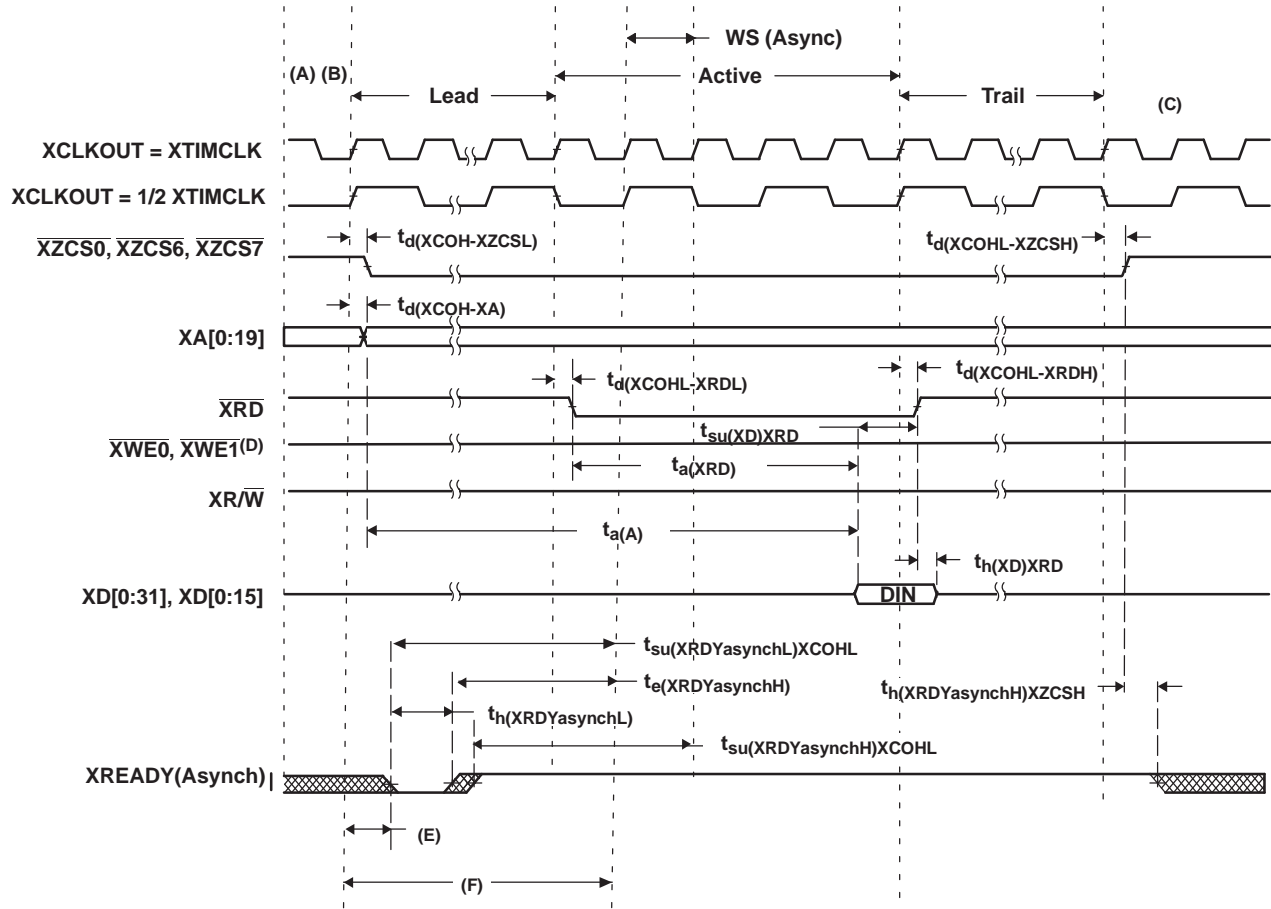 WS (Async)
(A) (B)
Active
Lead
Trail
(C)
XCLKOUT = XTIMCLK
XCLKOUT = 1/2 XTIMCLK
XZCS0, XZCS6, XZCS7
td(XCOH-XZCSL)
td(XCOHL-XZCSH)
td(XCOH-XA)
XA[0:19]
td(XCOHL-XRDL)
td(XCOHL-XRDH)
XRD
tsu(XD)XRD
XWE0, XWE1(D)
ta(XRD)
XR/W
ta(A)
th(XD)XRD
XD[0:31], XD[0:15]
DIN
tsu(XRDYasynchL)XCOHL
te(XRDYasynchH)
th(XRDYasynchH)XZCSH
th(XRDYasynchL)
tsu(XRDYasynchH)XCOHL
XREADY(Asynch)
(E)
(F)